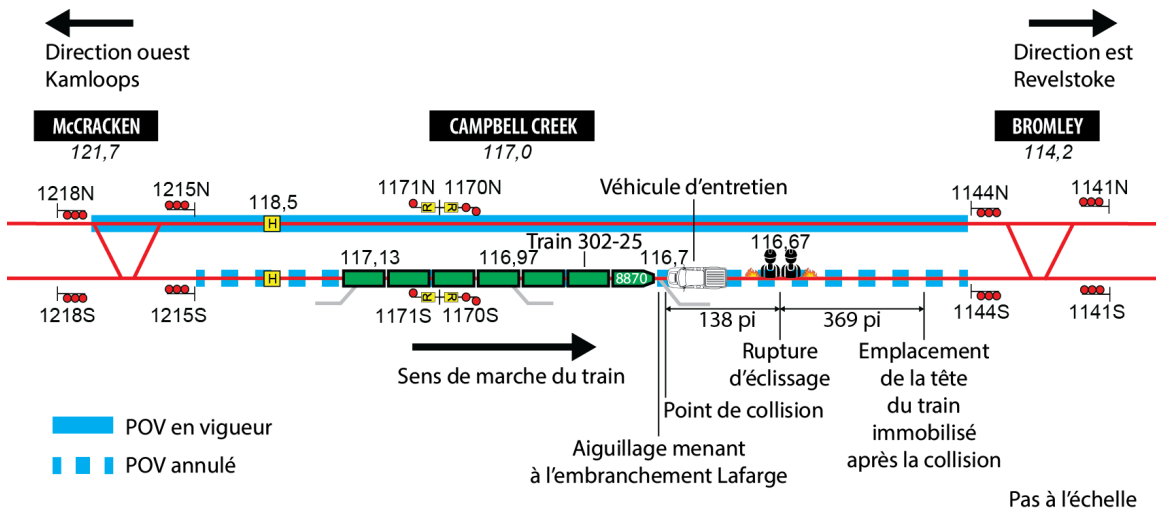 Direction ouest
Kamloops
Direction est
Revelstoke
McCRACKEN
121,7
CAMPBELL CREEK
117,0
BROMLEY
114,2
1218N
1215N
118,5
H
1171N
1170N
R
R
Véhicule d'entretien
1144N
1141N
Train 302-25
117,13
116,97
116,7
116,67
H
8870
1218S
1215S
R
R
1171S
1170S
1144S
1141S
138 pi
369 pi
Sens de marche du train
Rupture
d'éclissage
Emplacement
de la tête
du train
immobilisé
après la collision
Point de collision
Aiguillage menant
à l'embranchement Lafarge
POV en vigueur
POV annulé
Pas à l'échelle